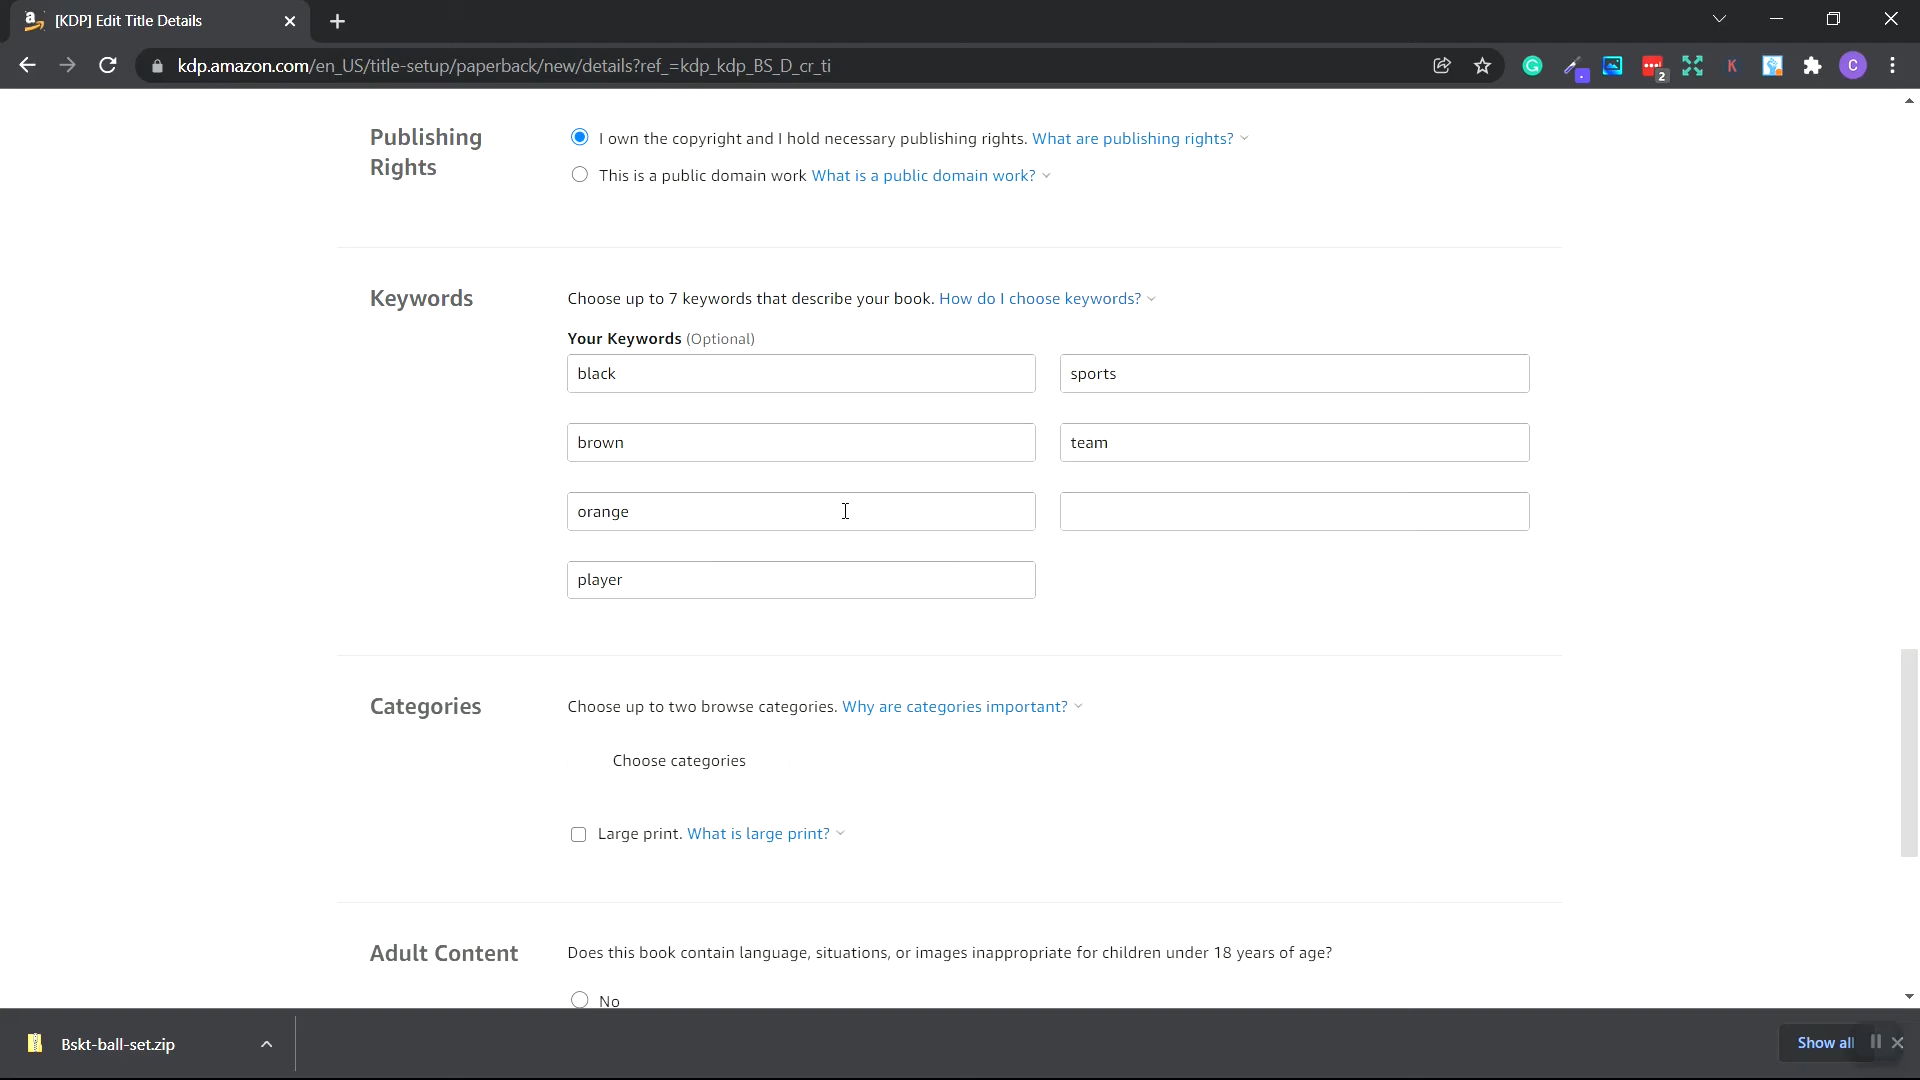 [KDP] Edit Title Details
kdp.amazon.com/en_US/title-setup/paperback/new/details?ref_=kdp_kdp_BS_D_cr_ti
2
K
C
Publishing
Rights
I own the copyright and I hold necessary publishing rights. What are publishing rights?
This is a public domain work What is a public domain work?
Keywords
Choose up to 7 keywords that describe your book. How do I choose keywords?
Your Keywords (Optional)
black
sports
brown
team
orange
player
Categories
Choose up to two browse categories. Why are categories important?
Choose categories
Large print. What is large print?
Adult Content
Does this book contain language, situations, or images inappropriate for children under 18 years of age?
No
Bskt-ball-set.zip
Show all